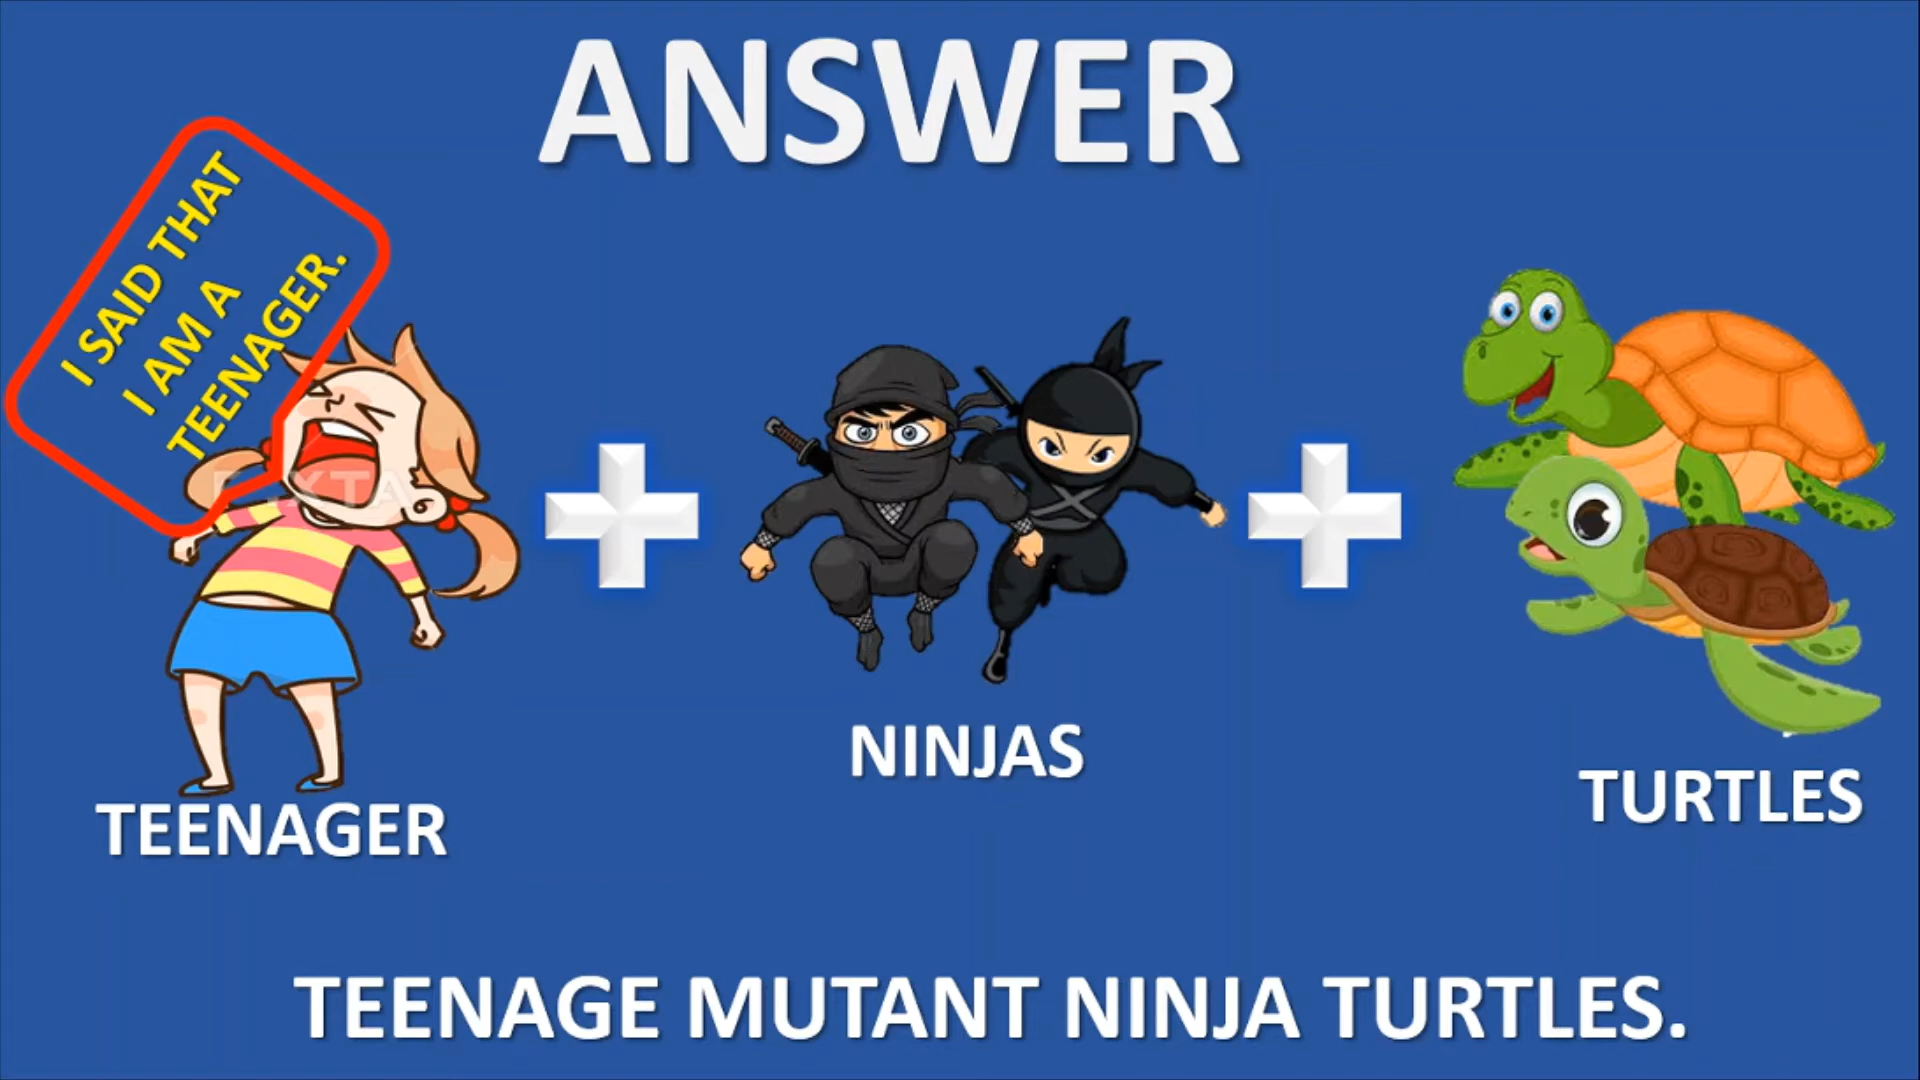 ANSWER
I SAID THAT
I AM A
TEENAGER.
NINJAS
TURTLES
TEENAGER
TEENAGE MUTANT NINJA TURTLES.